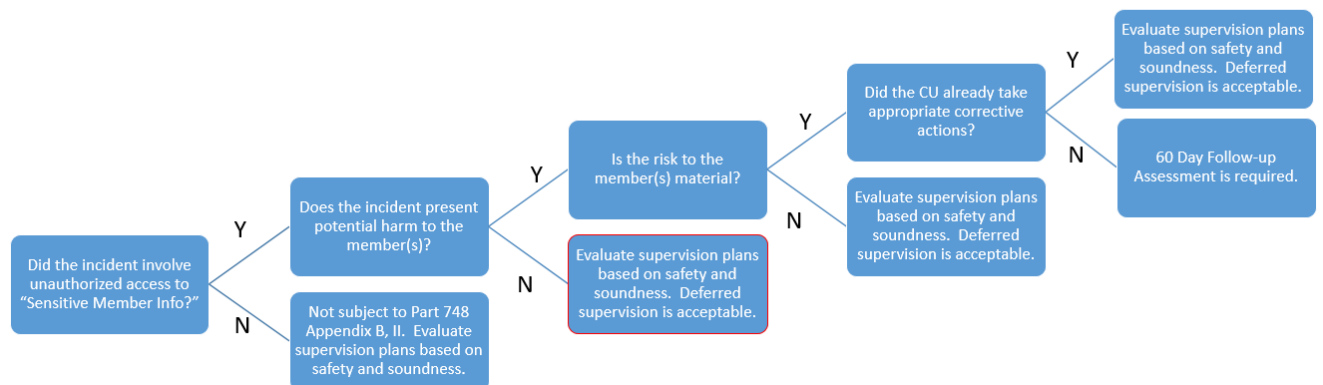 Did the incident involve
unauthorized access to
“Sensitive Member Info?”
Y
N
Does the incident present
potential harm to the
member(s)?
Not subject to Part 748
Appendix B, II.  Evaluate
supervision plans based on
safety and soundness.
Y
N
Is the risk to the
member(s) material?
Evaluate supervision plans
based on safety and
soundness.  Deferred
supervision is acceptable.
Y
N
Did the CU already take
appropriate corrective
actions?
Evaluate supervision plans
based on safety and
soundness.  Deferred
supervision is acceptable.
Y
N
Evaluate supervision plans
based on safety and
soundness.  Deferred
supervision is acceptable.
60 Day Follow-up
Assessment is required.